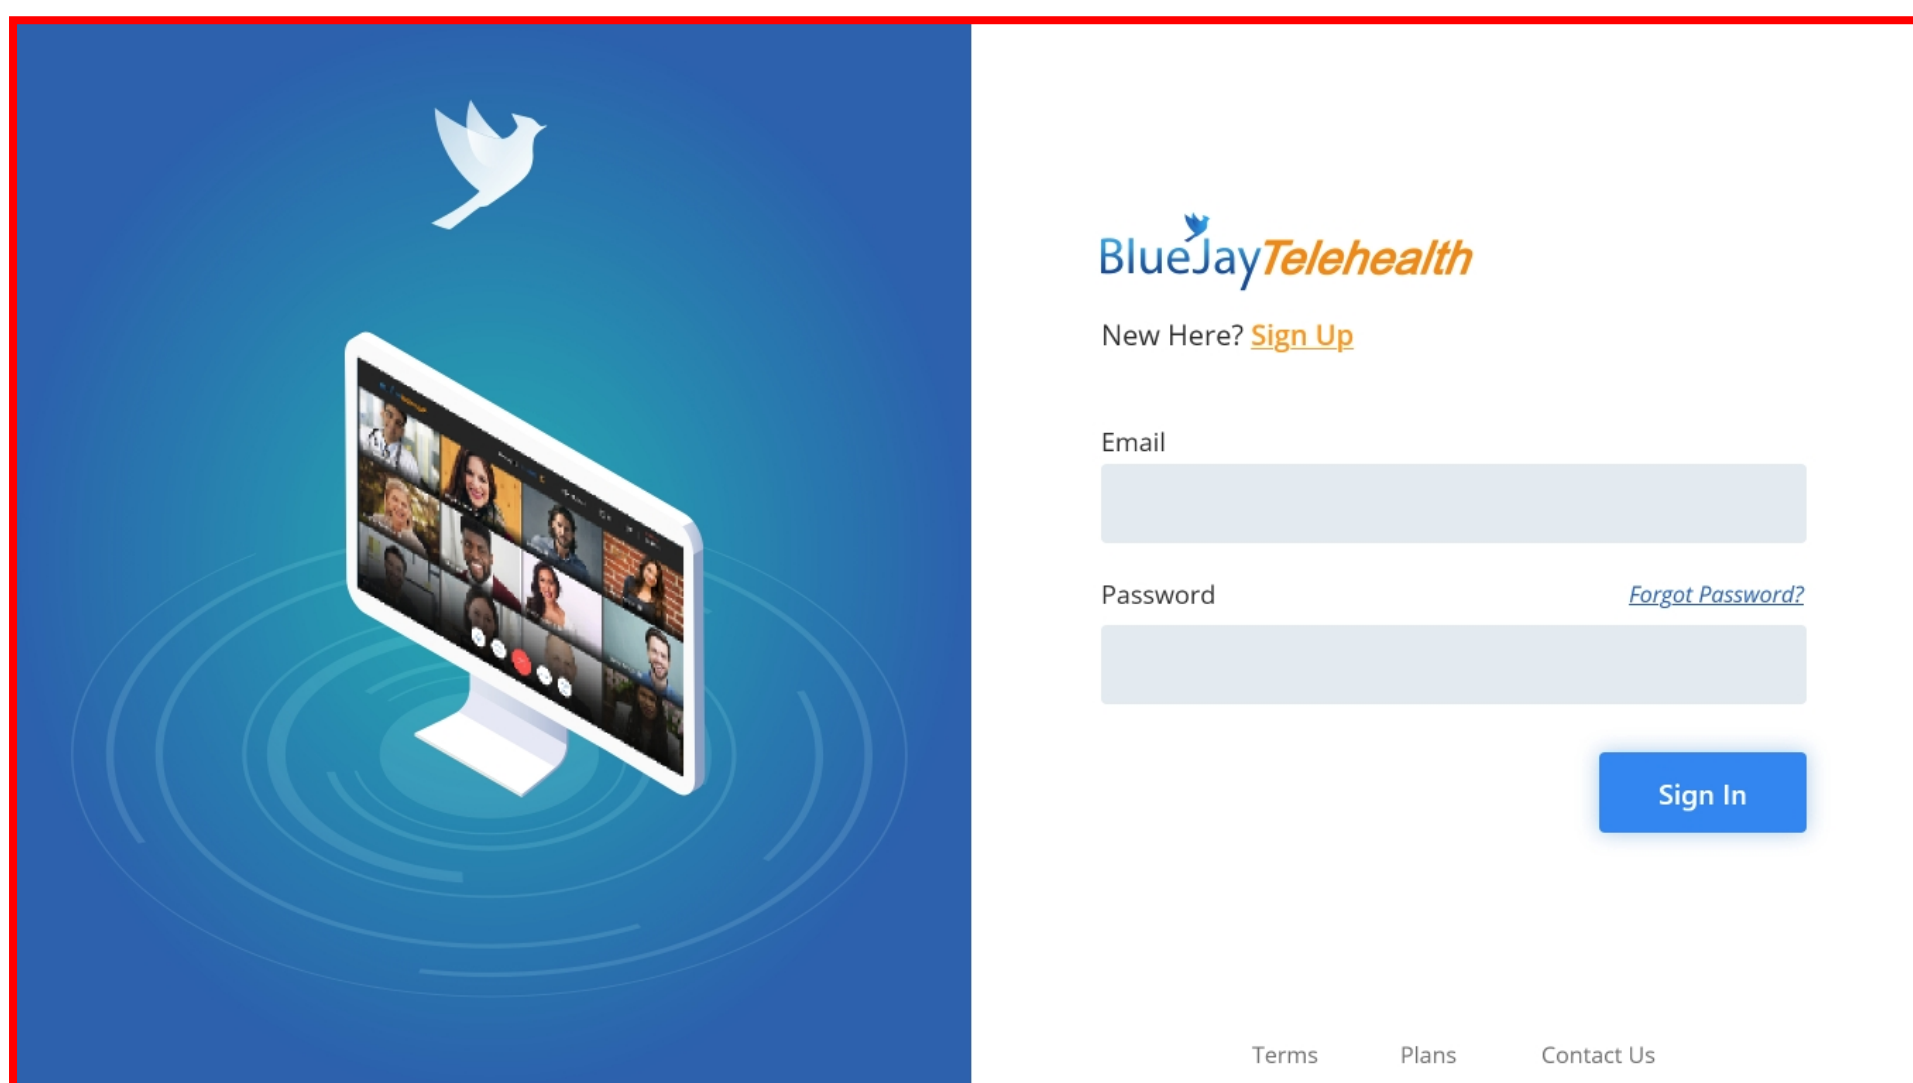 BlueJayTelehealth
New Here? Sign Up
Email
Password Forgot Password?
Sign In
Terms Plans Contact Us